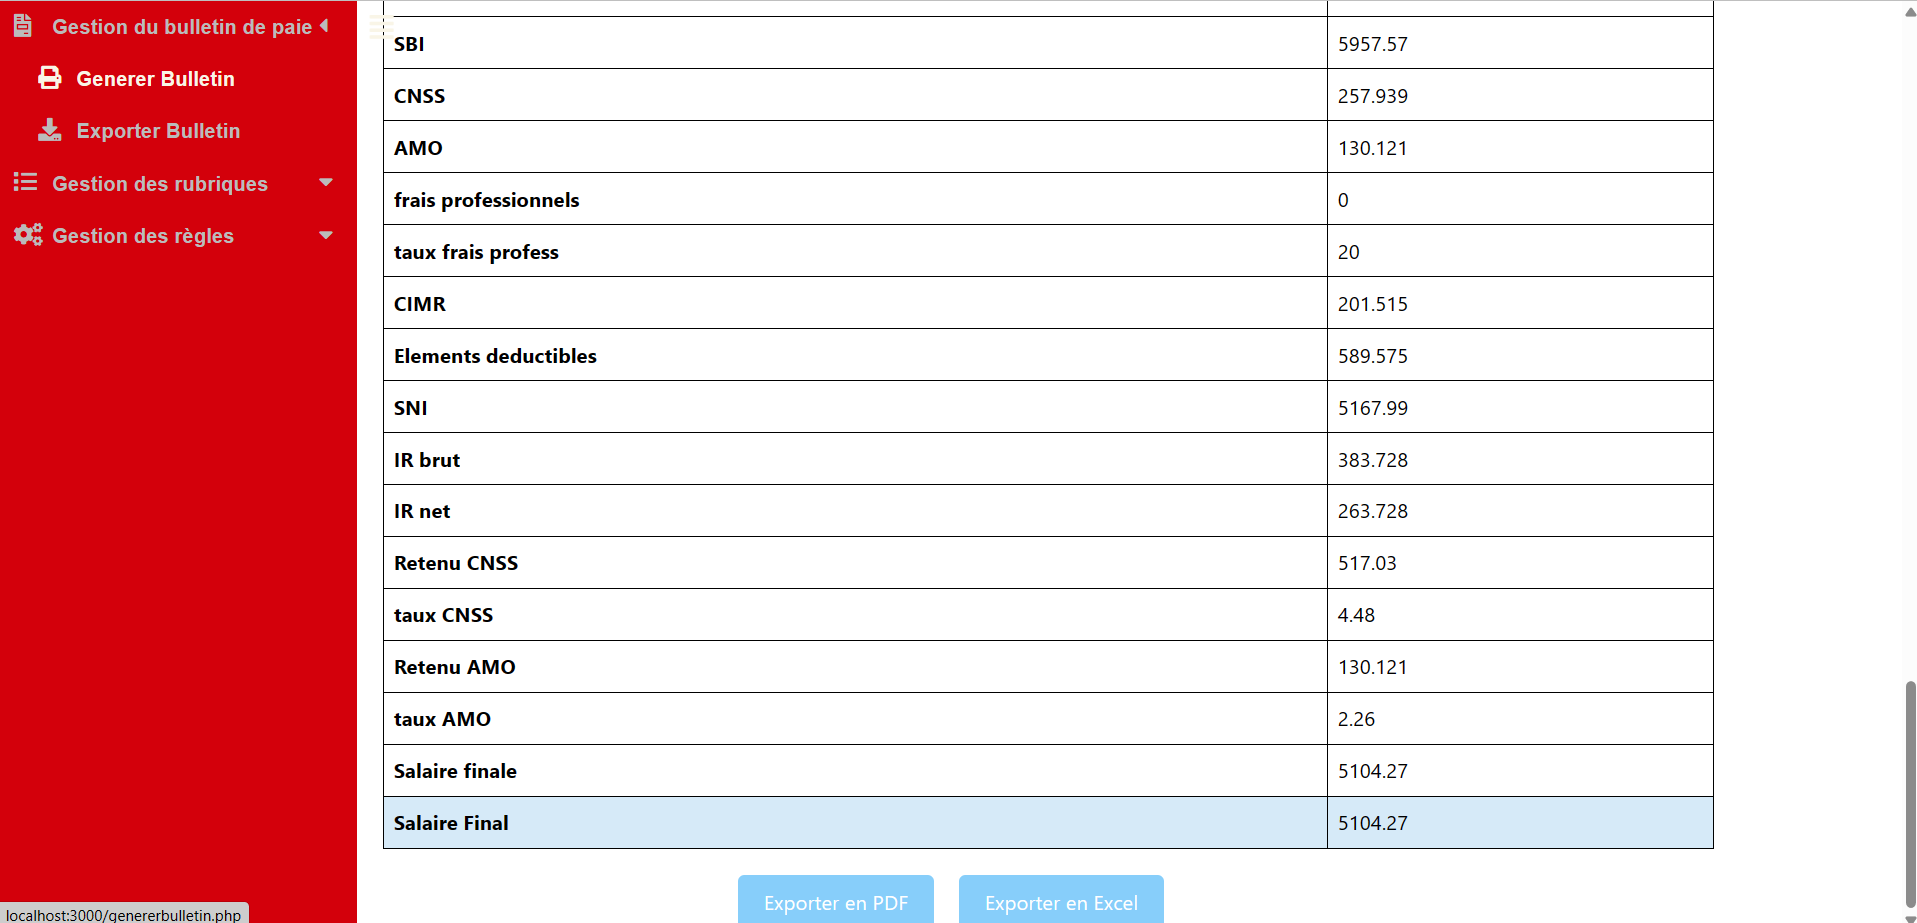 Gestion du bulletin de paie
Generer Bulletin
Exporter Bulletin
Gestion des rubriques
Gestion des règles
SBI 5957.57
CNSS 257.939
AMO 130.121
frais professionnels 0
taux frais profess 20
CIMR 201.515
Elements deductibles 589.575
SNI 5167.99
IR brut 383.728
IR net 263.728
Retenu CNSS 517.03
taux CNSS 4.48
Retenu AMO 130.121
taux AMO 2.26
Salaire finale 5104.27
Salaire Final 5104.27
Exporter en PDF Exporter en Excel
localhost:3000/genererbulletin.php